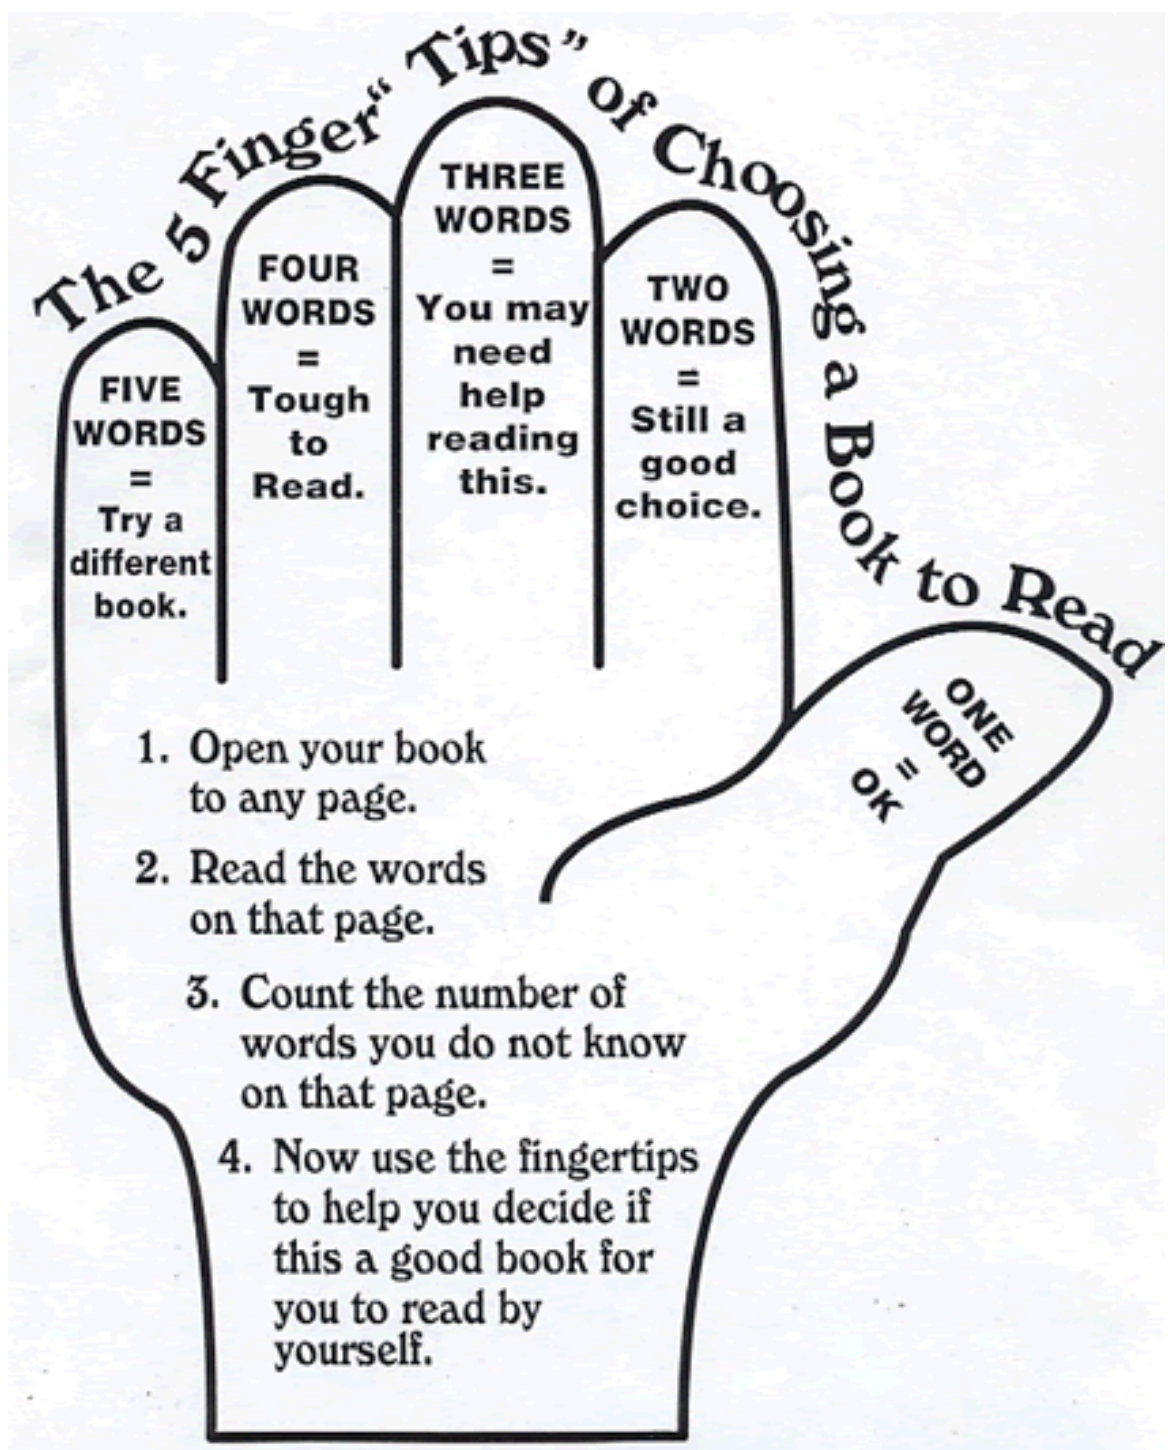 The 5 Finger “Tips” of Choosing a Book to Read
FIVE
WORDS
=
Try a
different
book.
FOUR
WORDS
=
Tough
to
Read.
THREE
WORDS
=
You may
need
help
reading
this.
TWO
WORDS
=
Still a
good
choice.
ONE
WORD
=
OK
1. Open your book
to any page.
2. Read the words
on that page.
3. Count the number of
words you do not know
on that page.
4. Now use the fingertips
to help you decide if
this a good book for
you to read by
yourself.